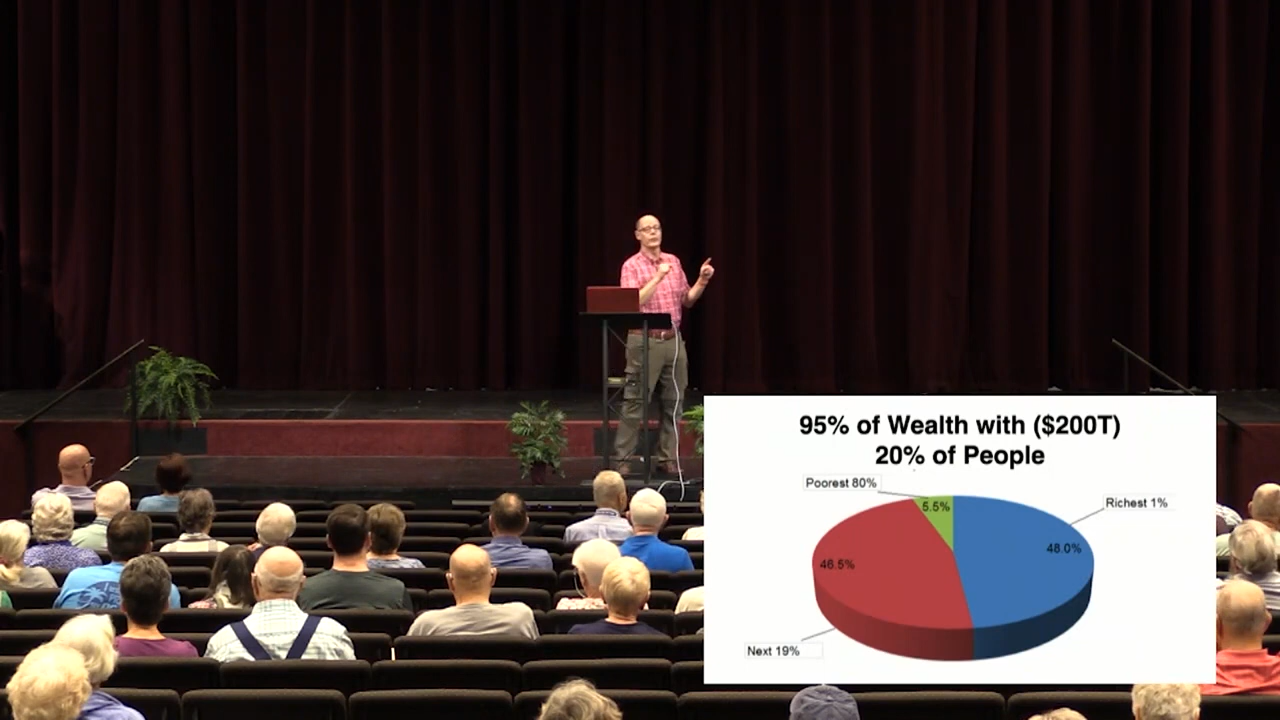 95% of Wealth with ($200T)
20% of People
Poorest 80%
5.5%
Richest 1%
48.0%
46.5%
Next 19%